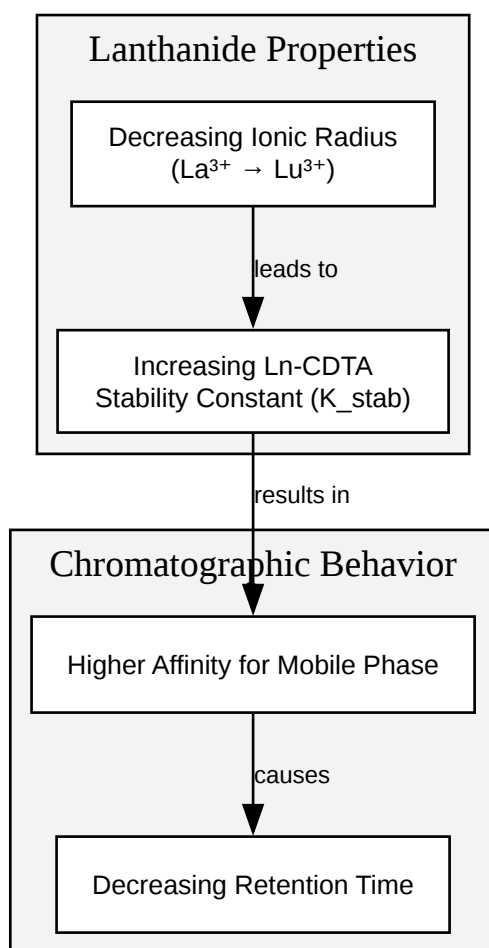 Lanthanide Properties
Decreasing Ionic Radius
(La³⁺ → Lu³⁺)
leads to
Increasing Ln-CDTA
Stability Constant (K_stab)
results in
Chromatographic Behavior
Higher Affinity for Mobile Phase
causes
Decreasing Retention Time